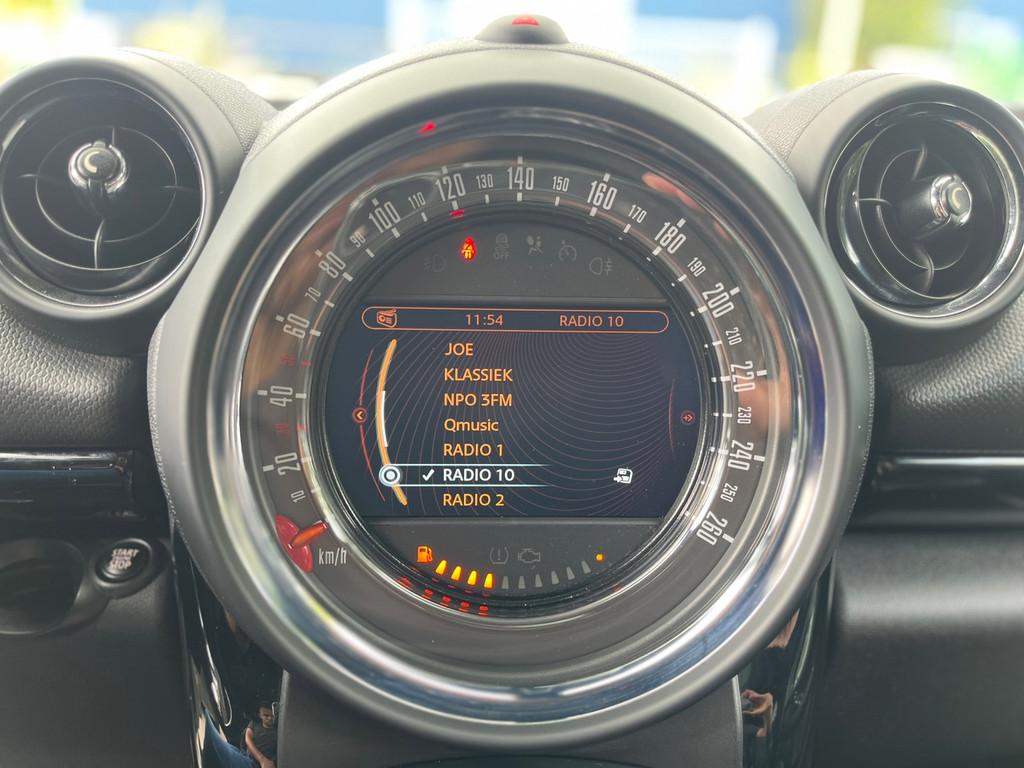 10
20
40
60
70
80
90
100
110
120
130
140
150
160
170
180
190
200
210
220
230
240
250
260
km/h
OFF
11:54 RADIO 10
JOE
KLASSIEK
NPO 3FM
Qmusic
RADIO 1
RADIO 10
RADIO 2
START
STOP